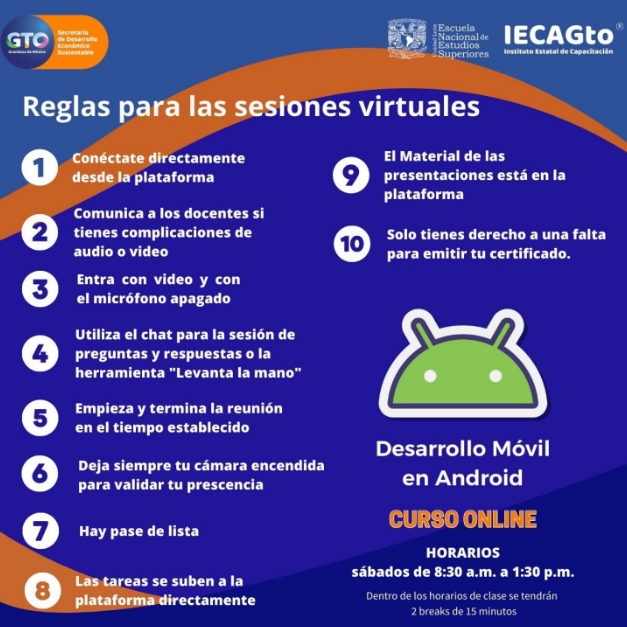 GTO
Grandeza de México
Secretaría
de Desarrollo
Económico
Sustentable
Escuela
Nacional de
Estudios
Superiores
IECAGto®
Instituto Estatal de Capacitación
Reglas para las sesiones virtuales
1
Conéctate directamente
desde la plataforma
2
Comunica a los docentes si
tienes complicaciones de
audio o video
3
Entra con video y con
el micrófono apagado
4
Utiliza el chat para la sesión de
preguntas y respuestas o la
herramienta "Levanta la mano"
5
Empieza y termina la reunión
en el tiempo establecido
6
Deja siempre tu cámara encendida
para validar tu prescencia
7
Hay pase de lista
8
Las tareas se suben a la
plataforma directamente
9
El Material de las
presentaciones está en la
plataforma
10
Solo tienes derecho a una falta
para emitir tu certificado.
Desarrollo Móvil
en Android
CURSO ONLINE
HORARIOS
sábados de 8:30 a.m. a 1:30 p.m.
Dentro de los horarios de clase se tendrán
2 breaks de 15 minutos